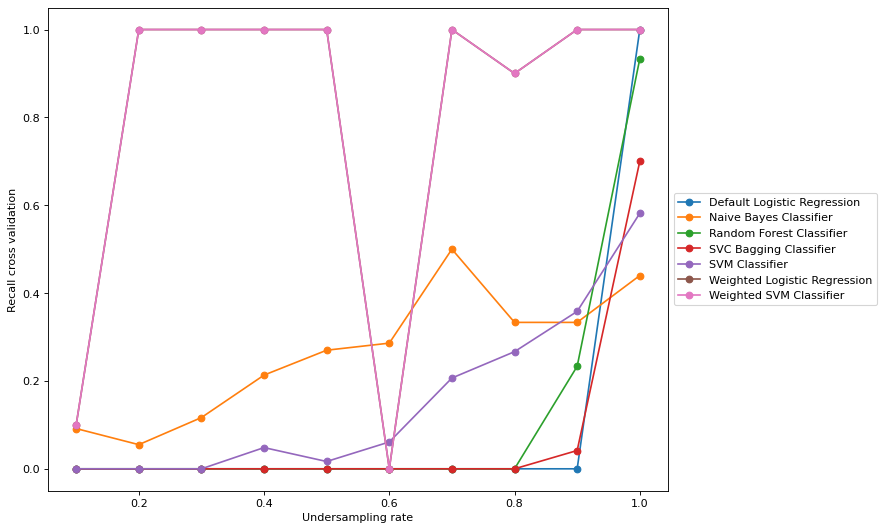 1.0
0.8
0.6
0.4
0.2
0.0
Recall cross validation
0.2 0.4 0.6 0.8 1.0
Undersampling rate
Default Logistic Regression
Naive Bayes Classifier
Random Forest Classifier
SVC Bagging Classifier
SVM Classifier
Weighted Logistic Regression
Weighted SVM Classifier